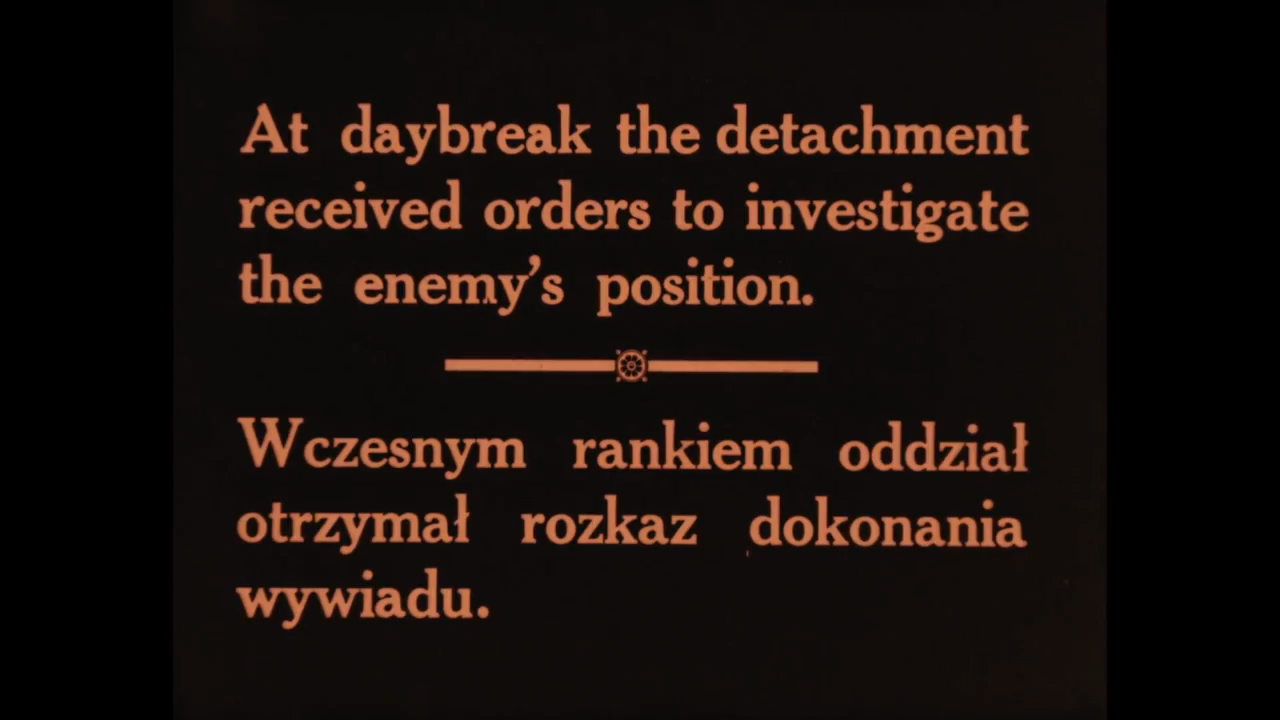 At daybreak the detachment
received orders to investigate
the enemy's position.
Wczesnym rankiem oddział
otrzymał rozkaz dokonania
wywiadu.